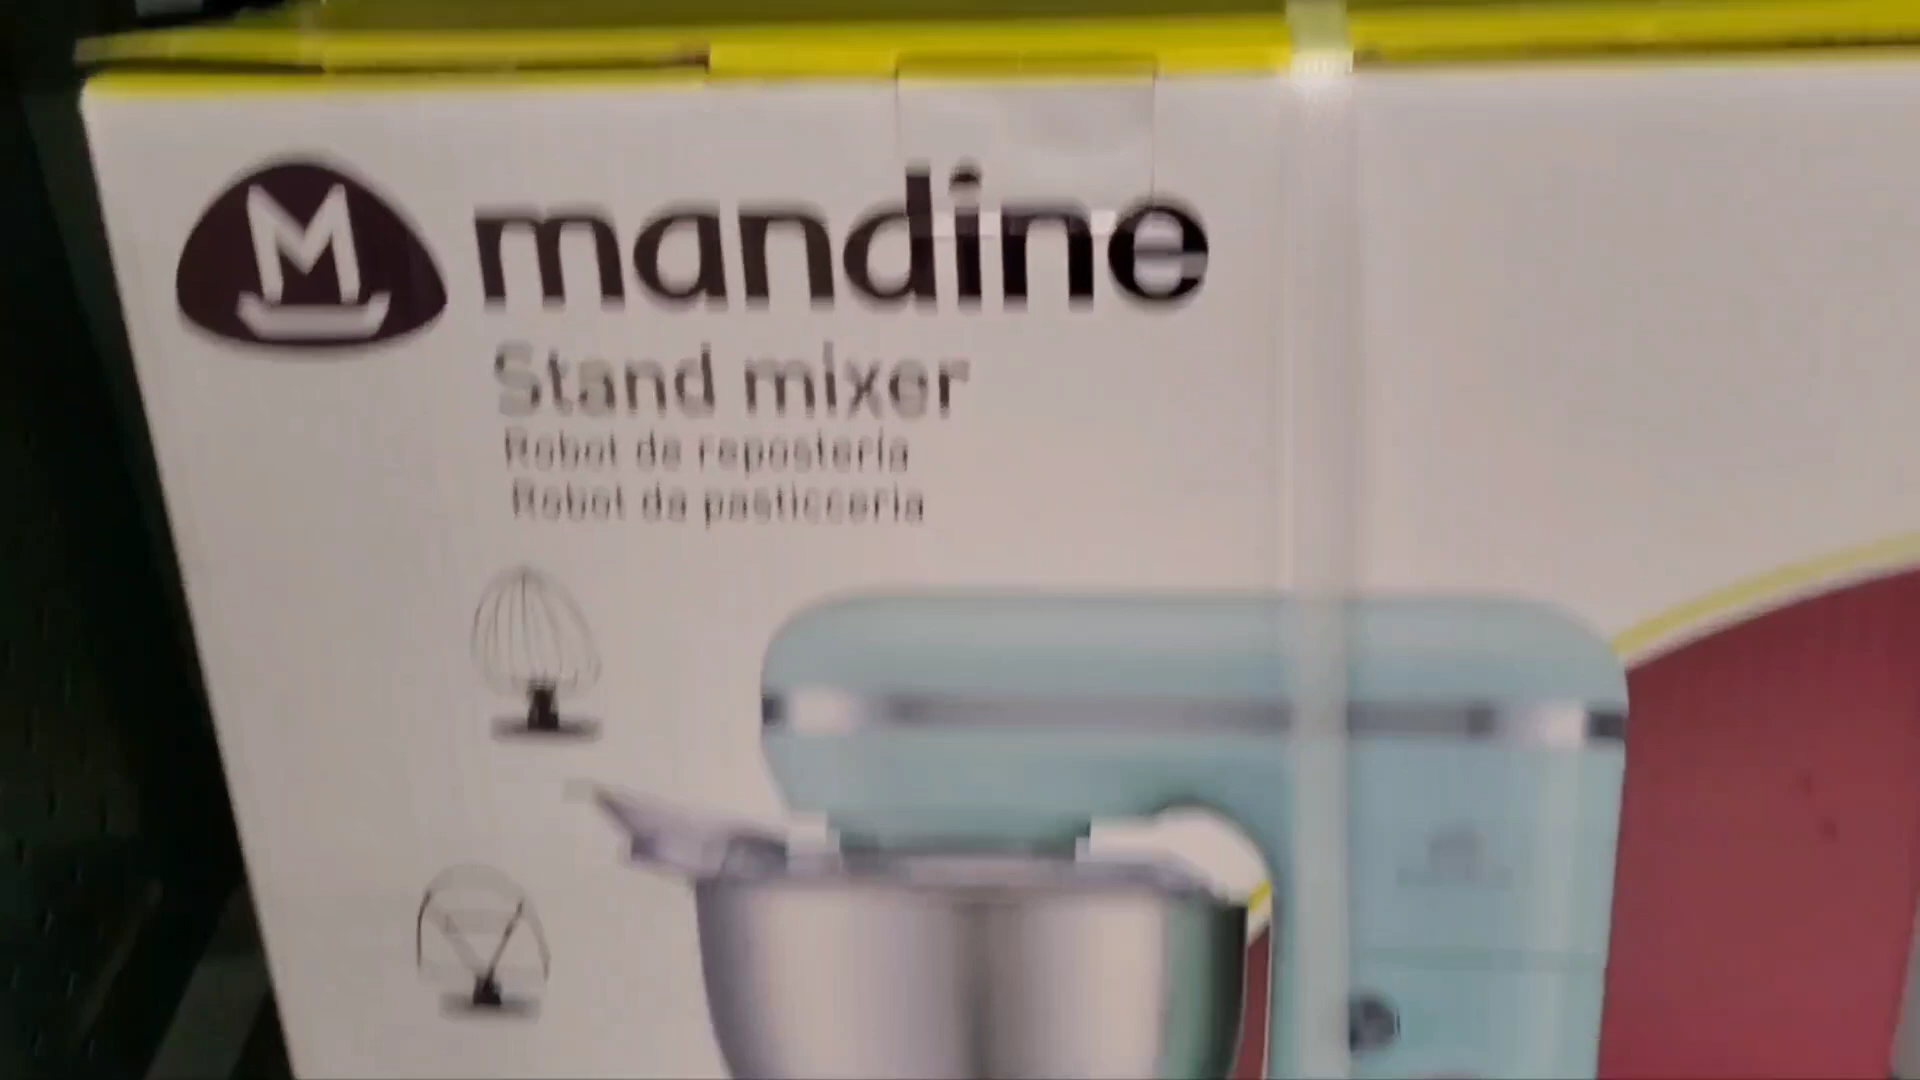 M
mandine
Stand mixer
Robot de repostería
Robot da pasticceria